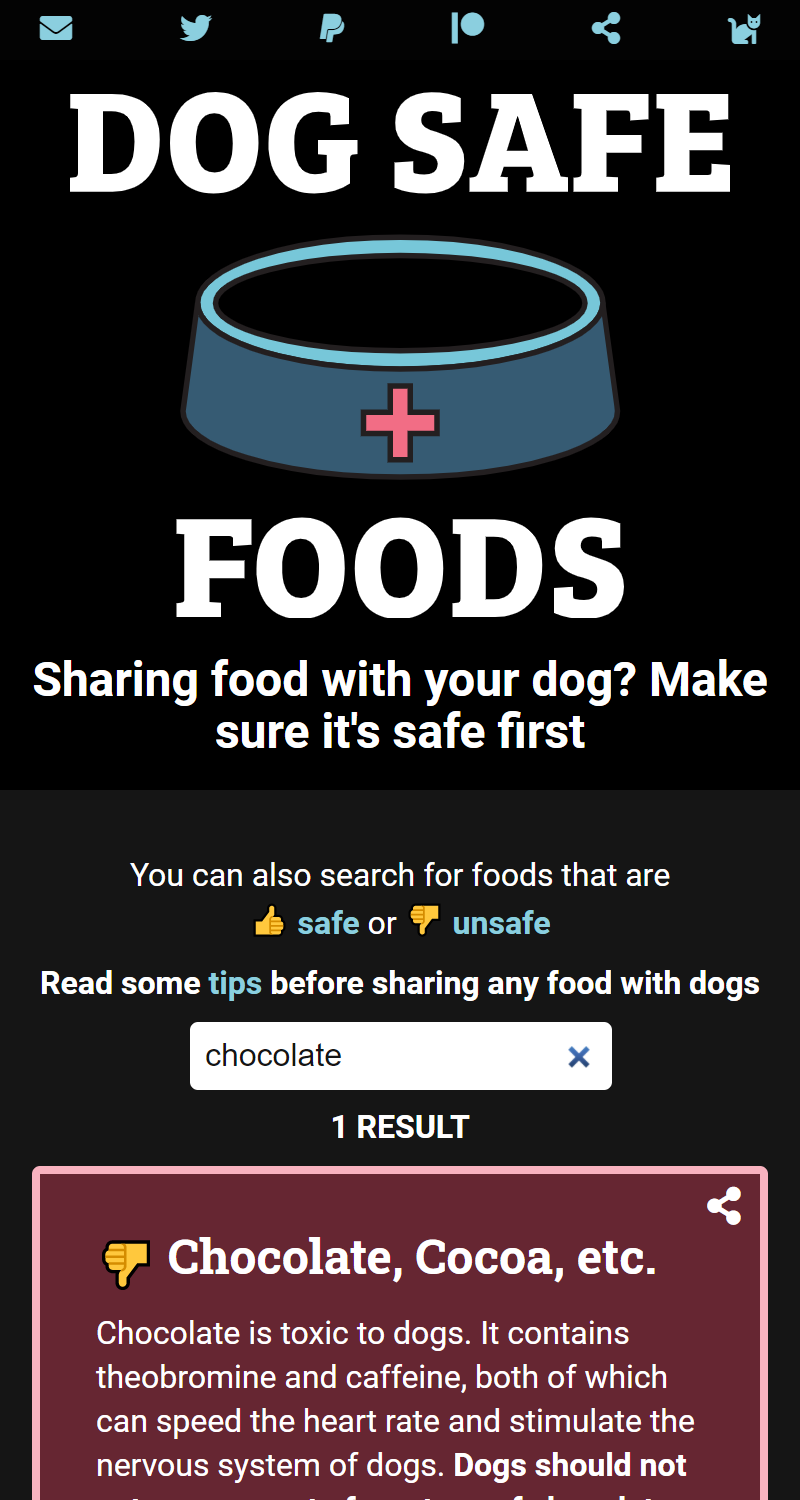 DOG SAFE
FOODS
Sharing food with your dog? Make
sure it's safe first
You can also search for foods that are
👍 safe or 👎 unsafe
Read some tips before sharing any food with dogs
chocolate
1 RESULT
👎 Chocolate, Cocoa, etc.
Chocolate is toxic to dogs. It contains
theobromine and caffeine, both of which
can speed the heart rate and stimulate the
nervous system of dogs. Dogs should not